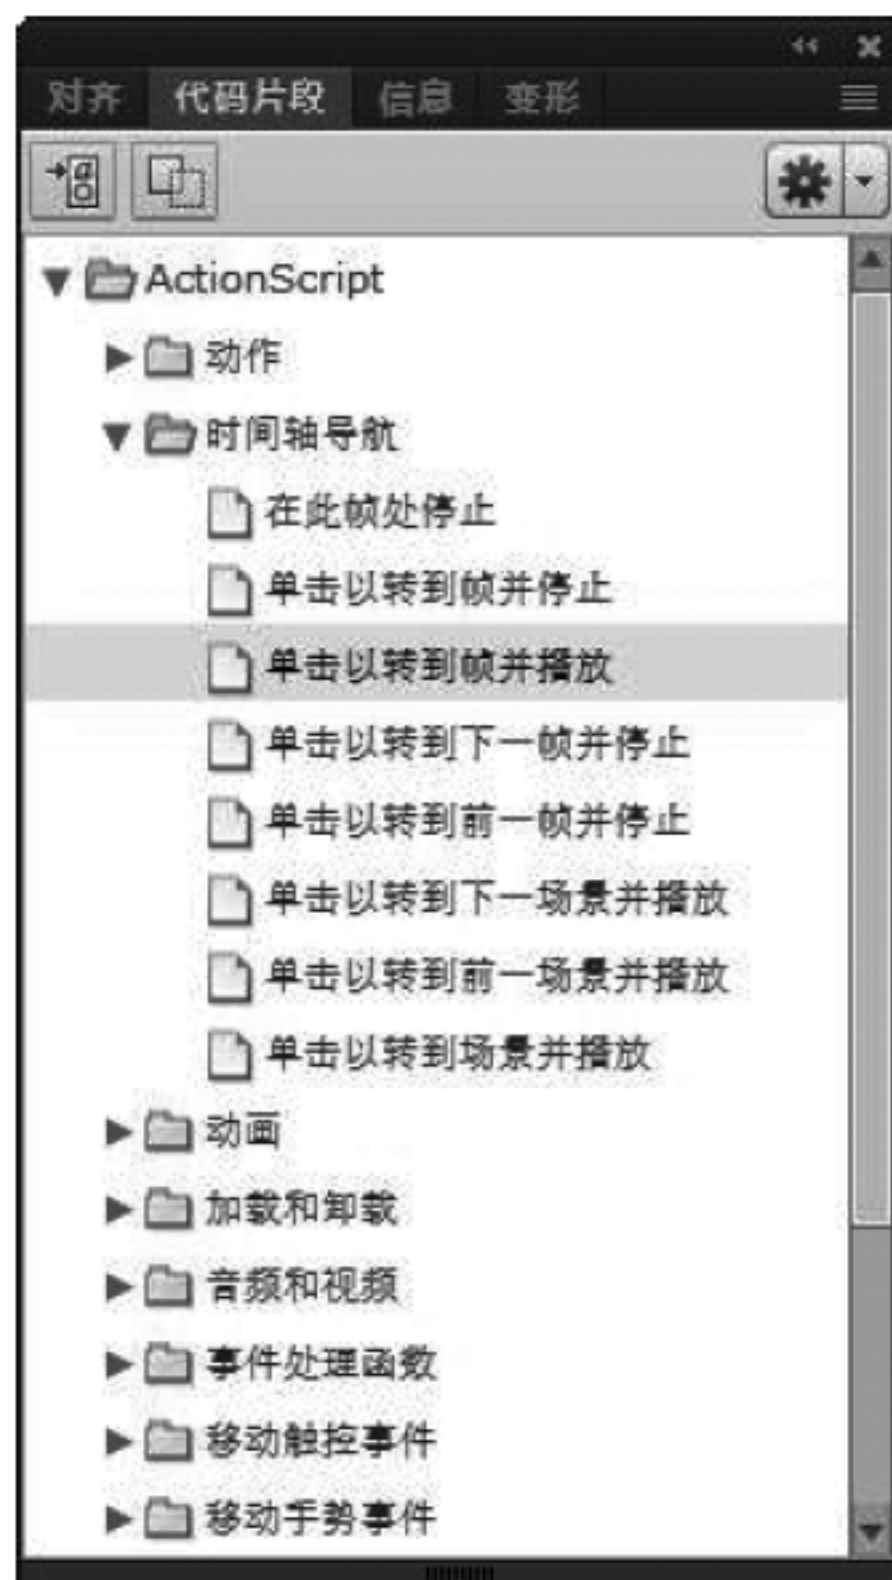 对齐 代码片段 信息 变形
ActionScript
动作
时间轴导航
在此帧处停止
单击以转到帧并停止
单击以转到帧并播放
单击以转到下一帧并停止
单击以转到前一帧并停止
单击以转到下一场景并播放
单击以转到前一场景并播放
单击以转到场景并播放
动画
加载和卸载
音频和视频
事件处理函数
移动触控事件
移动手势事件